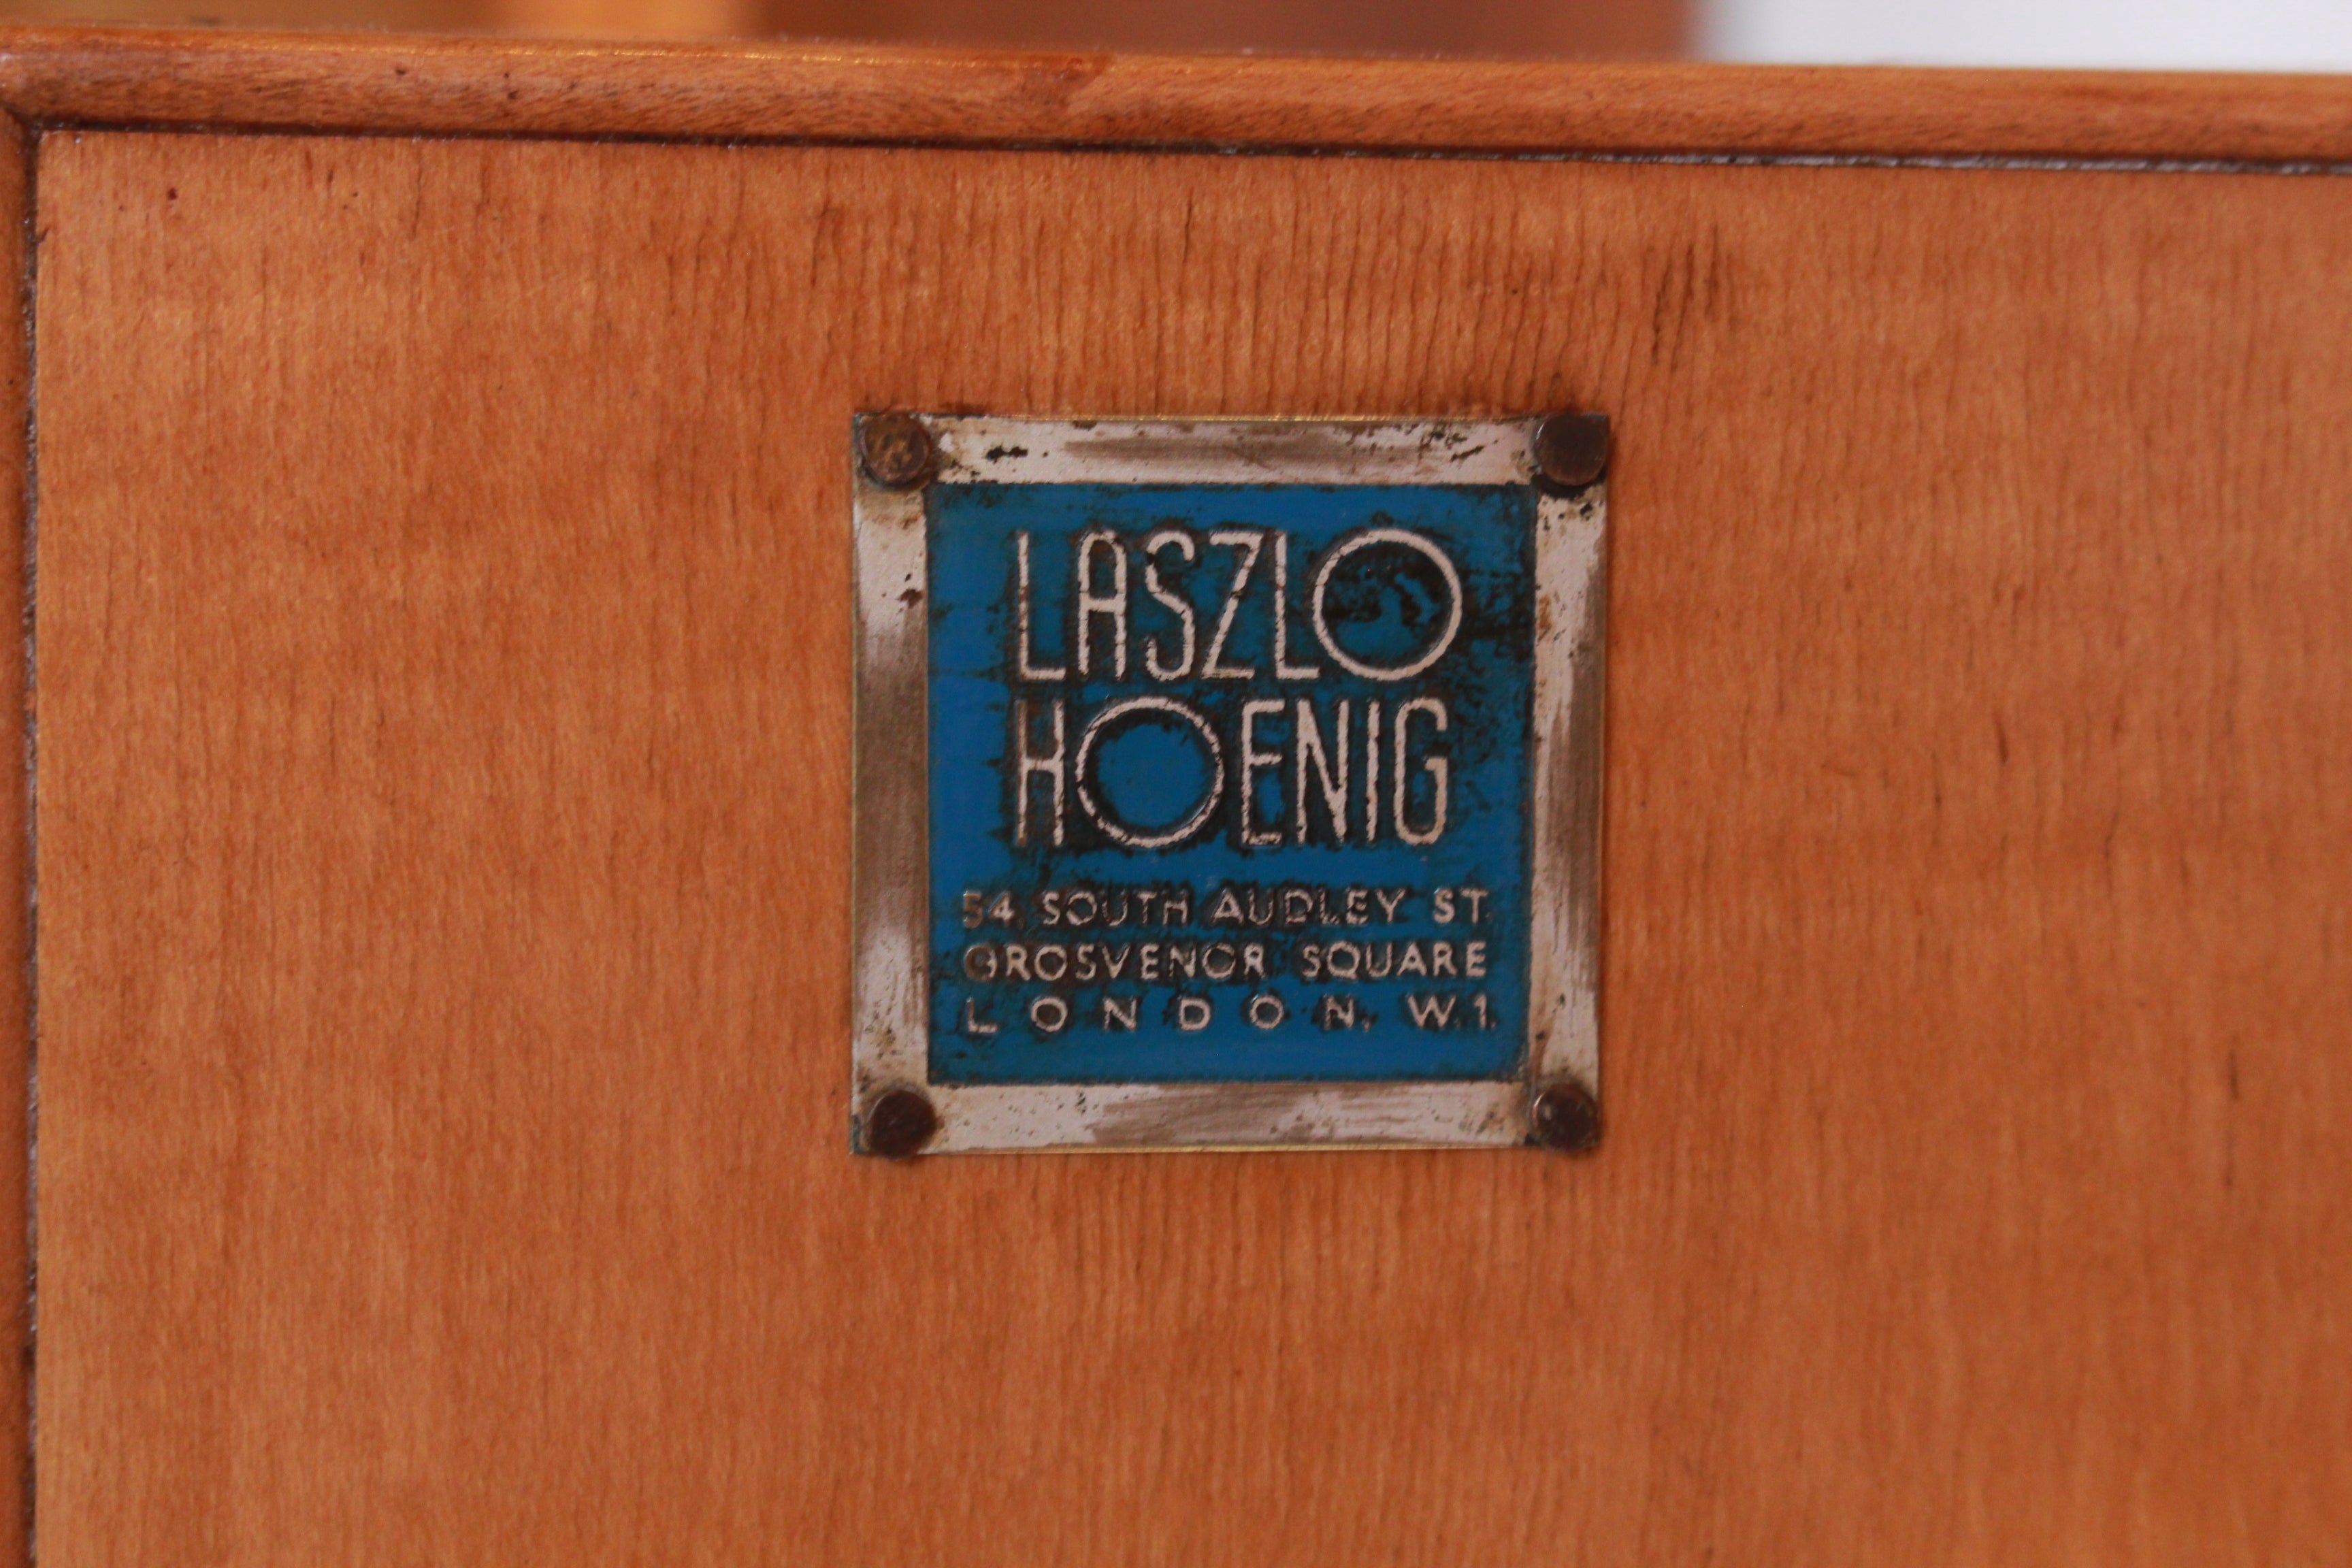 LASZLO
HOENIG
54, SOUTH AUDLEY ST.
GROSVENOR SQUARE
LONDON. W.1.